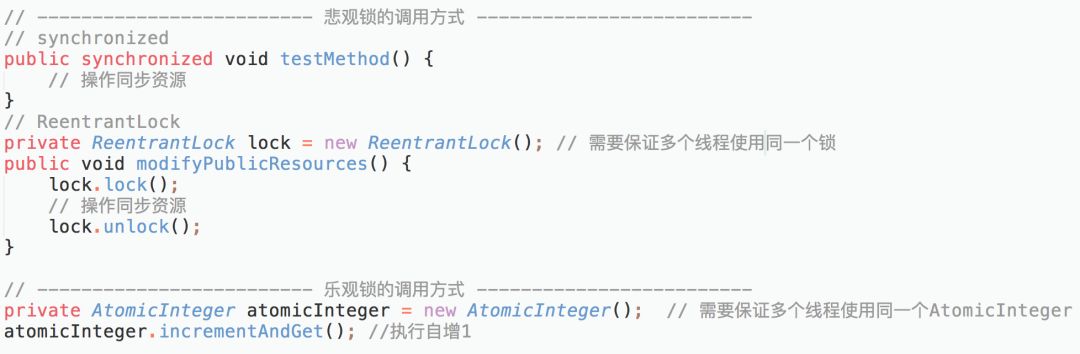 // ------------------------- 悲观锁的调用方式 -------------------------
// synchronized
public synchronized void testMethod() {
    // 操作同步资源
}
// ReentrantLock
private ReentrantLock lock = new ReentrantLock(); // 需要保证多个线程使用同一个锁
public void modifyPublicResources() {
    lock.lock();
    // 操作同步资源
    lock.unlock();
}

// ------------------------- 乐观锁的调用方式 -------------------------
private AtomicInteger atomicInteger = new AtomicInteger();  // 需要保证多个线程使用同一个AtomicInteger
atomicInteger.incrementAndGet(); //执行自增1